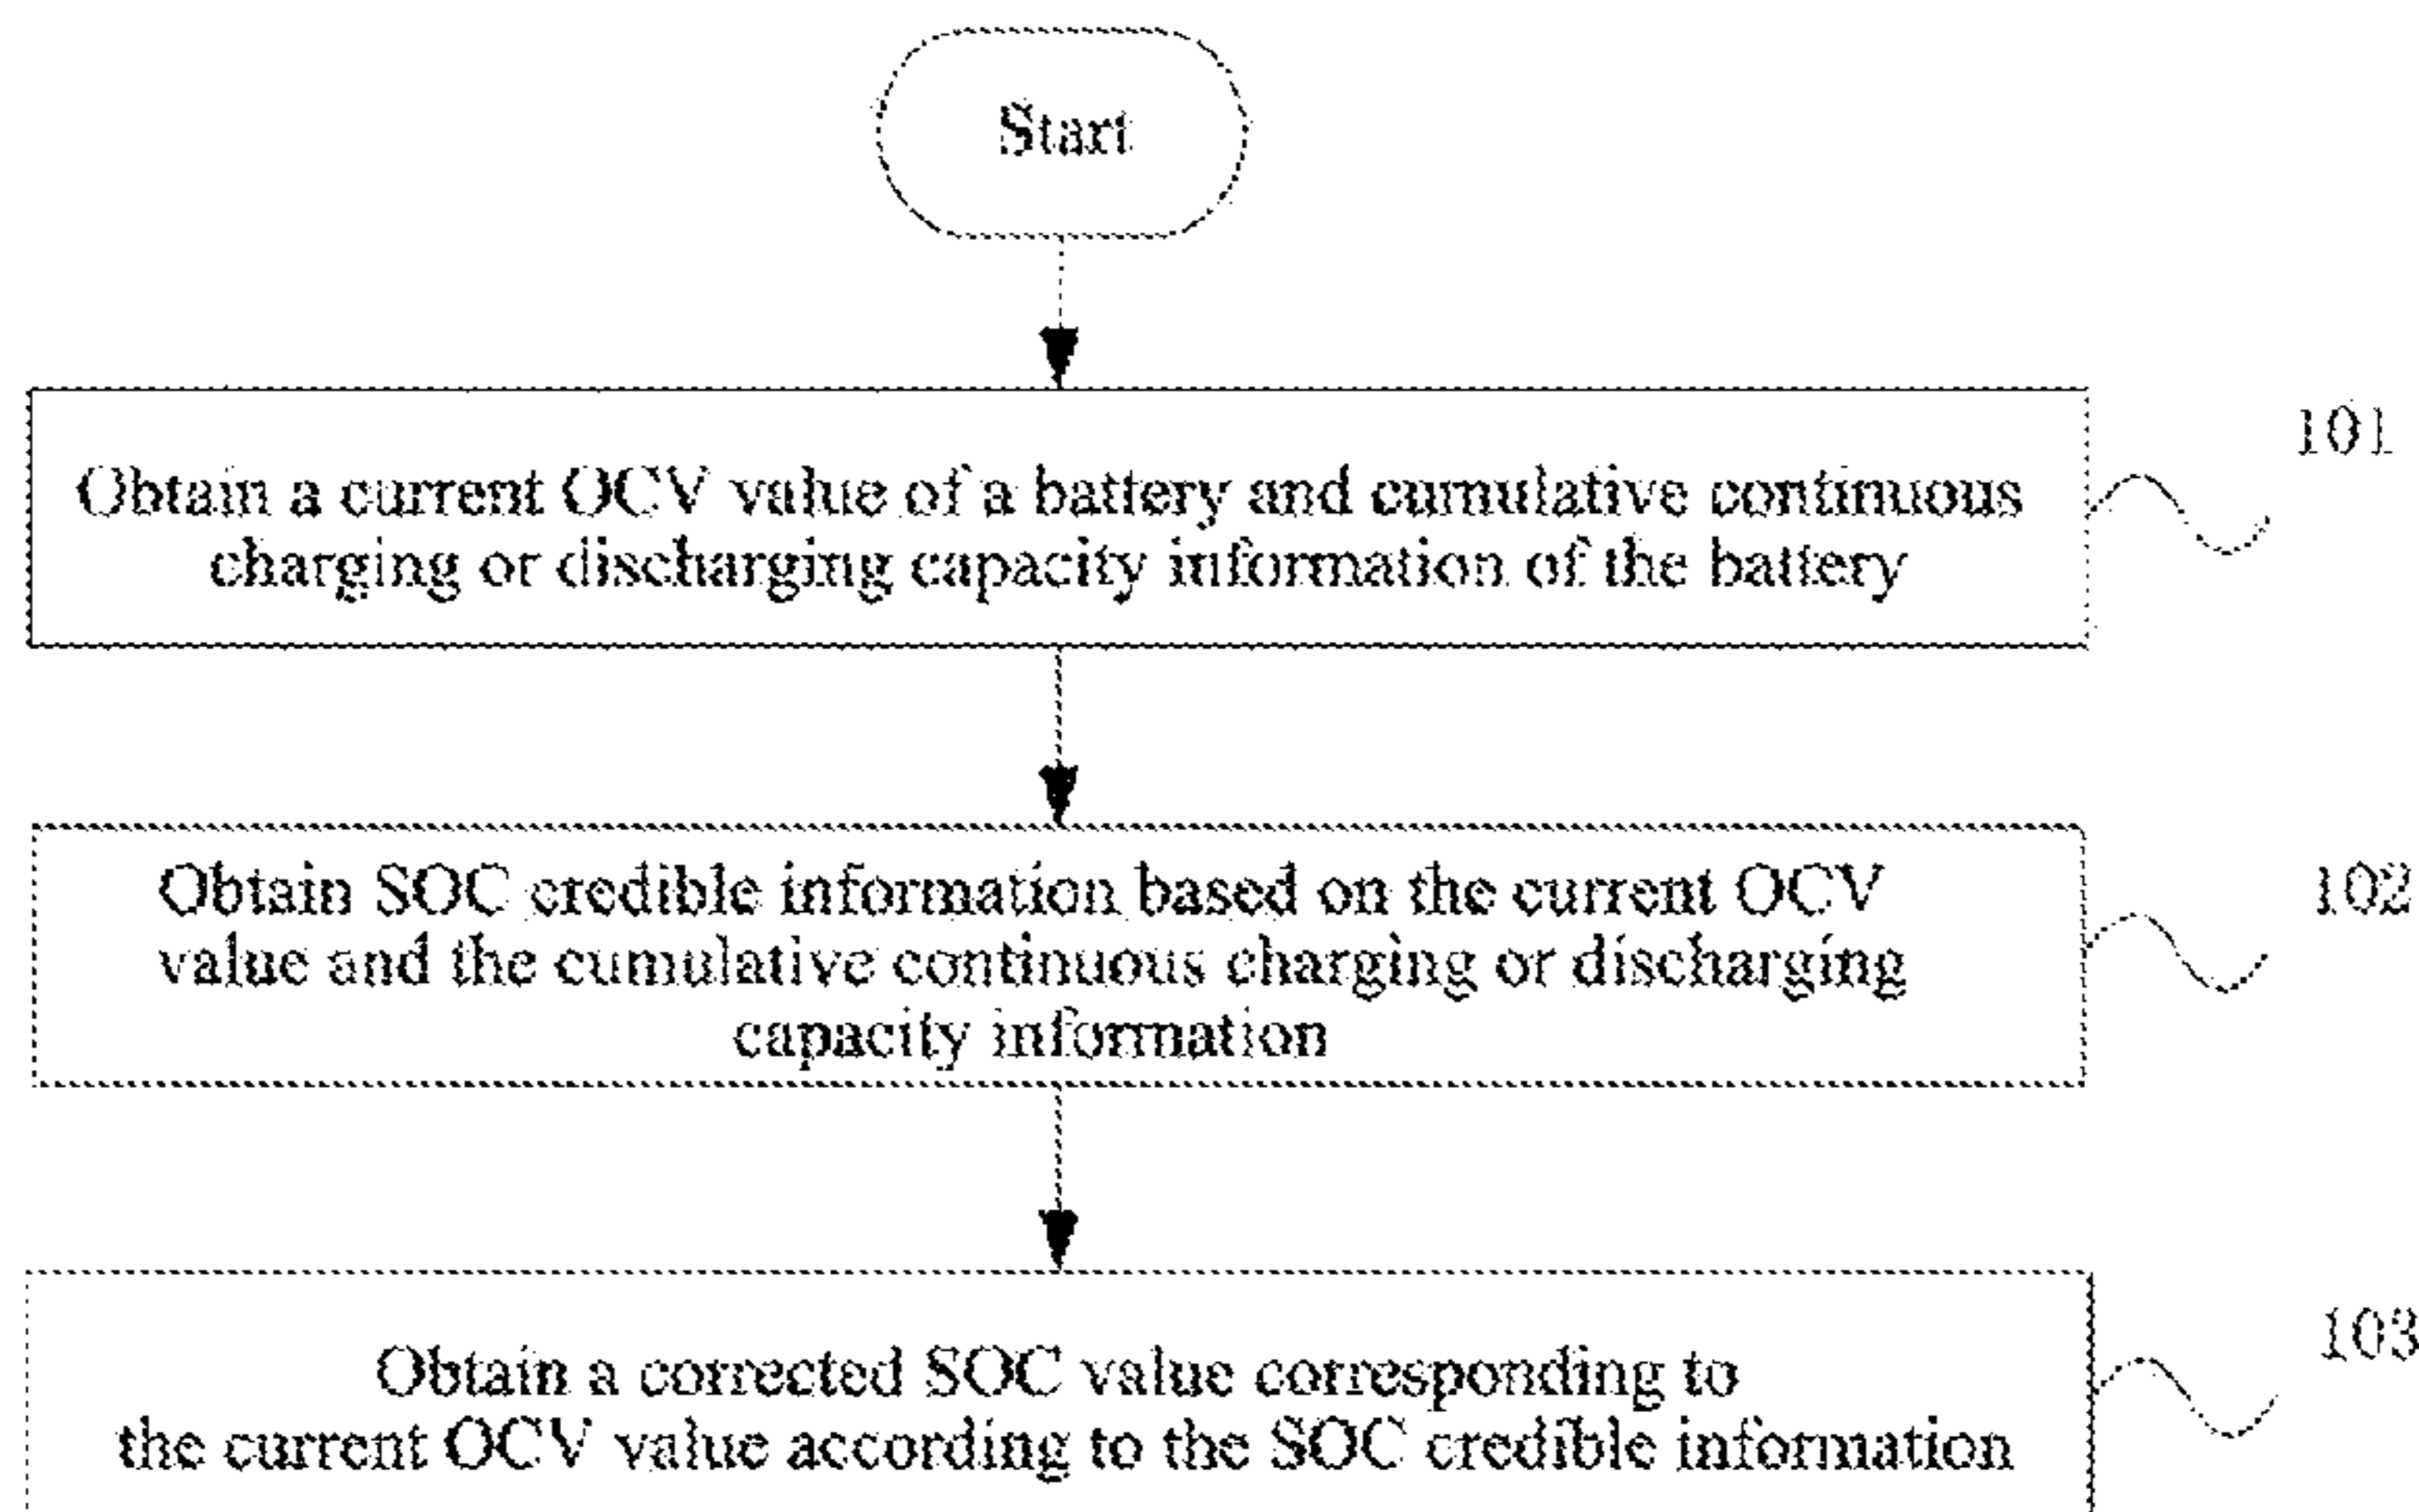 Start
101
Obtain a current OCV value of a battery and cumulative continuous
charging or discharging capacity information of the battery
102
Obtain SOC credible information based on the current OCV
value and the cumulative continuous charging or discharging
capacity information
103
Obtain a corrected SOC value corresponding to
the current OCV value according to the SOC credible information